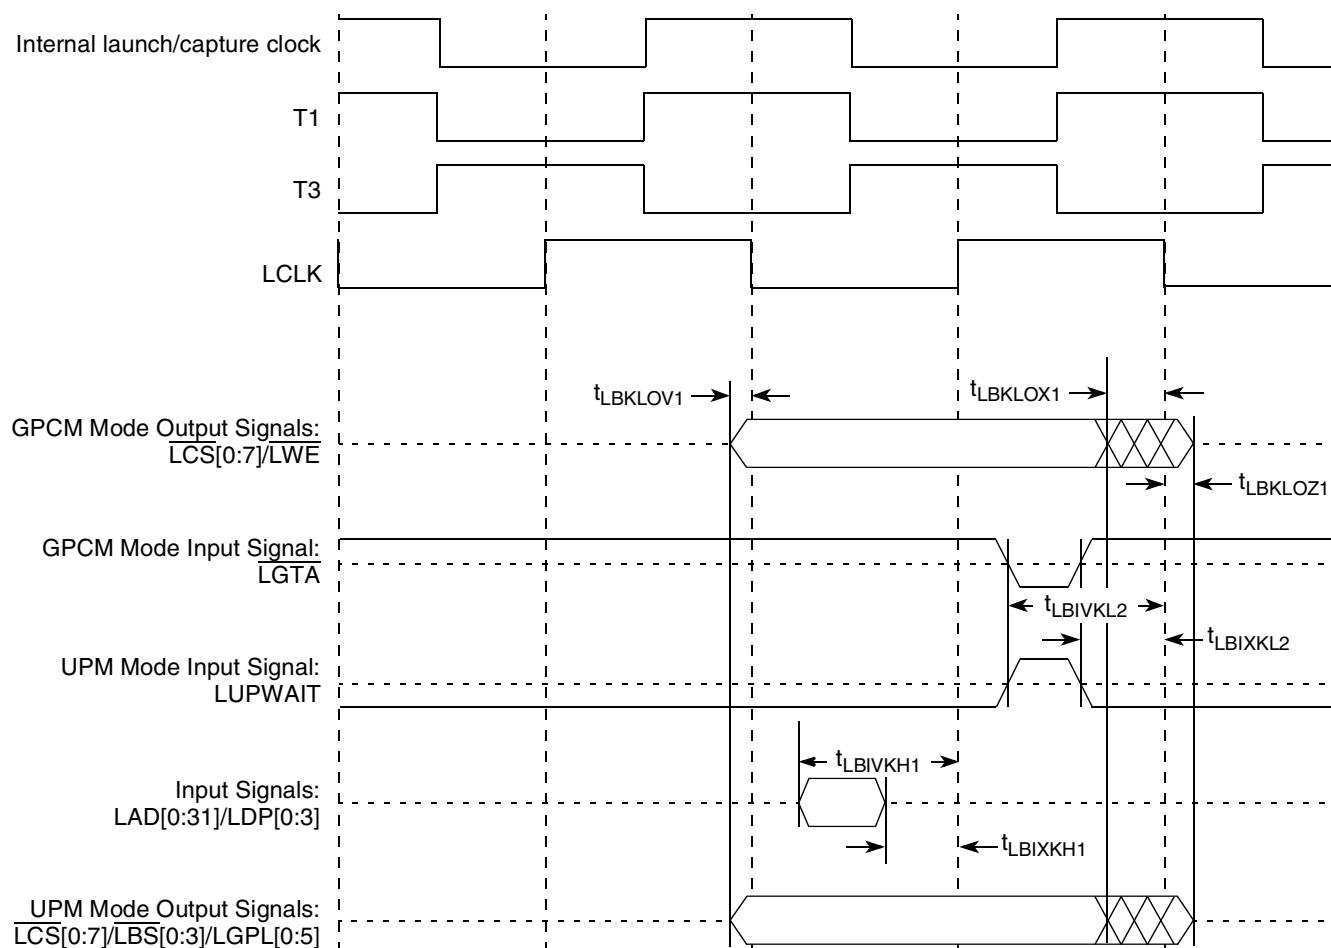 Internal launch/capture clock
T1
T3
LCLK
tLBKLOV1
tLBKLOX1
GPCM Mode Output Signals:
LCS[0:7]/LWE
tLBKLOZ1
GPCM Mode Input Signal:
LGTA
tLBIVKL2
tLBIXKL2
UPM Mode Input Signal:
LUPWAIT
tLBIVKH1
Input Signals:
LAD[0:31]/LDP[0:3]
tLBIXKH1
UPM Mode Output Signals:
LCS[0:7]/LBS[0:3]/LGPL[0:5]